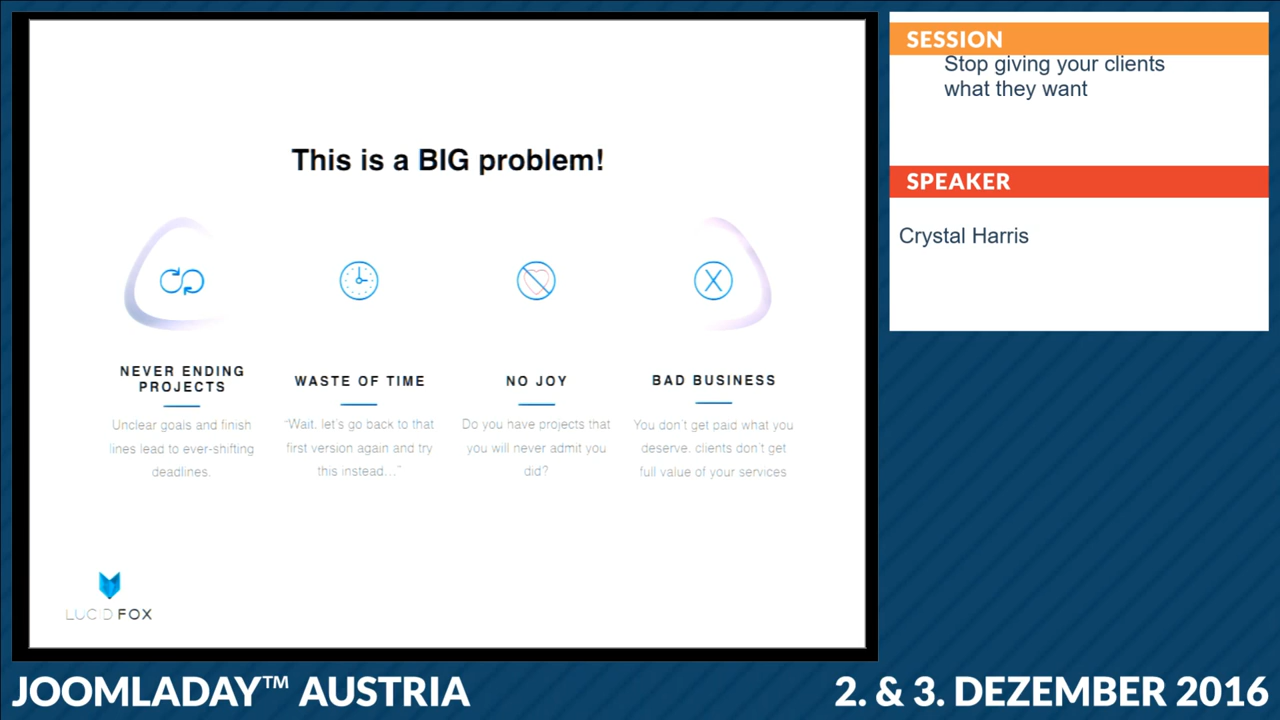 This is a BIG problem!
NEVER ENDING
PROJECTS
Unclear goals and finish
lines lead to ever-shifting
deadlines.
WASTE OF TIME
"Wait, let's go back to that
first version again and try
this instead..."
NO JOY
Do you have projects that
you will never admit you
did?
BAD BUSINESS
You don't get paid what you
deserve, clients don't get
full value of your services
LUCID FOX
SESSION
Stop giving your clients
what they want
SPEAKER
Crystal Harris
JOOMLADAY™ AUSTRIA
2. & 3. DEZEMBER 2016